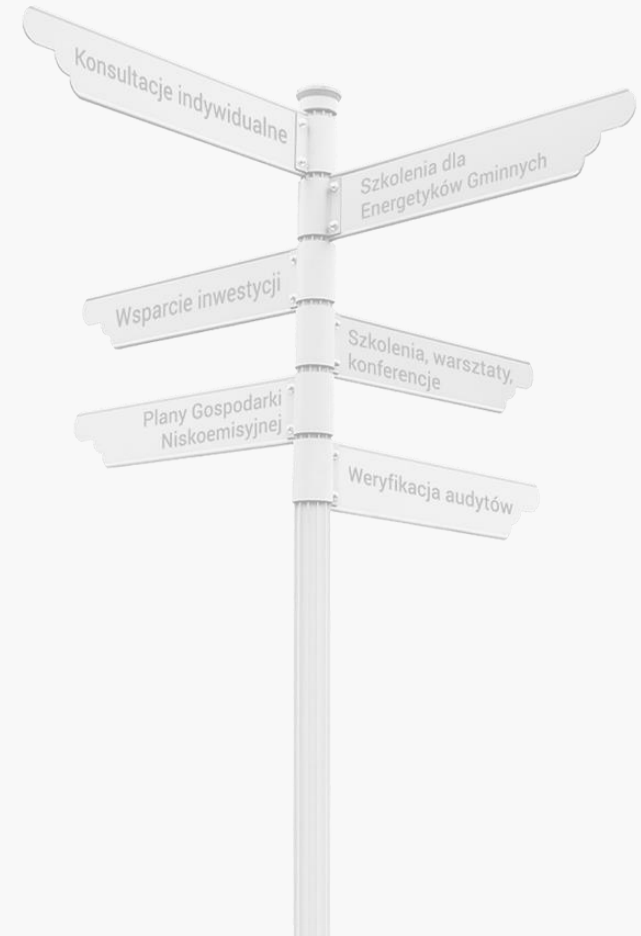 Konsultacje indywidualne
Szkolenia dla
Energetyków Gminnych
Wsparcie inwestycji
Szkolenia, warsztaty,
konferencje
Plany Gospodarki
Niskoemisyjnej
Weryfikacja audytów